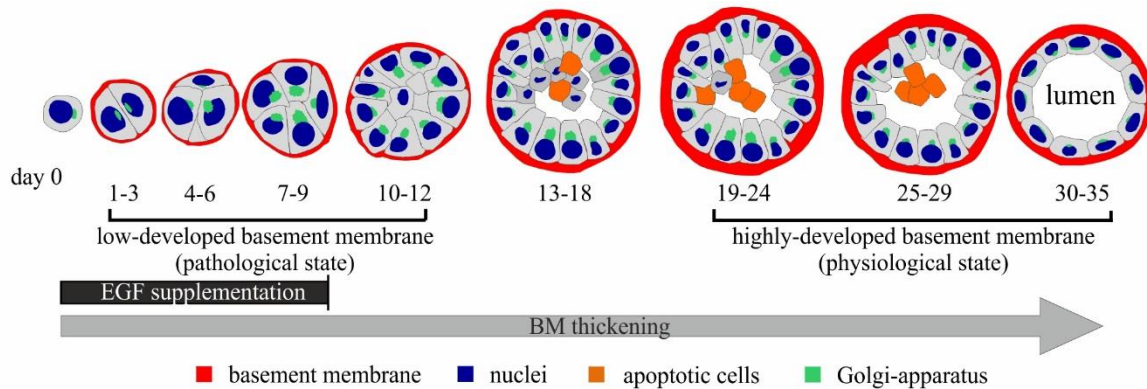 lumen
day 0
1-3
4-6
7-9
10-12
13-18
19-24
25-29
30-35
low-developed basement membrane
(pathological state)
highly-developed basement membrane
(physiological state)
EGF supplementation
BM thickening
basement membrane
nuclei
apoptotic cells
Golgi-apparatus